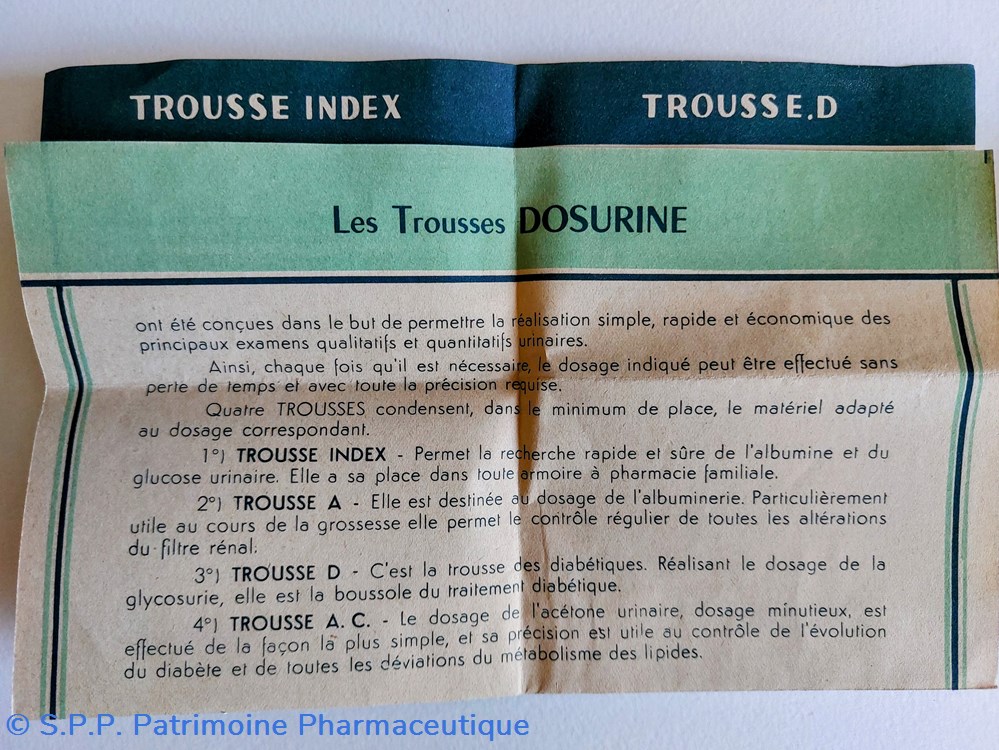 TROUSSE INDEX
TROUSSE.D
Les Trousses DOSURINE
ont été conçues dans le but de permettre la réalisation simple, rapide et économique des
principaux examens qualitatifs et quantitatifs urinaires.
Ainsi, chaque fois qu'il est nécessaire, le dosage indiqué peut être effectué sans
perte de temps et avec toute la précision requise.
Quatre TROUSSES condensent, dans le minimum de place, le matériel adapté
au dosage correspondant.
1°) TROUSSE INDEX - Permet la recherche rapide et sûre de l'albumine et du
glucose urinaire. Elle a sa place dans toute armoire à pharmacie familiale.
2°) TROUSSE A - Elle est destinée au dosage de l'albuminerie. Particulièrement
utile au cours de la grossesse elle permet le contrôle régulier de toutes les altérations
du filtre rénal.
3°) TROUSSE D - C'est la trousse des diabétiques. Réalisant le dosage de la
glycosurie, elle est la boussole du traitement diabétique.
4°) TROUSSE A. C. - Le dosage de l'acétone urinaire, dosage minutieux, est
effectué de la façon la plus simple, et sa précision est utile au contrôle de l'évolution
du diabète et de toutes les déviations du métabolisme des lipides.
© S.P.P. Patrimoine Pharmaceutique